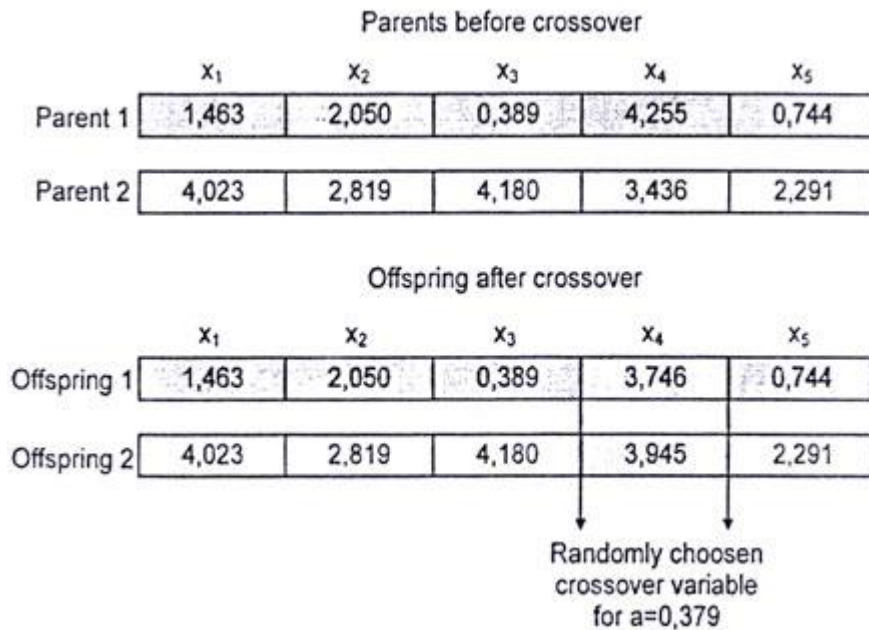 Parents before crossover
x₁ x₂ x₃ x₄ x₅
Parent 1 1,463 2,050 0,389 4,255 0,744
Parent 2 4,023 2,819 4,180 3,436 2,291
Offspring after crossover
x₁ x₂ x₃ x₄ x₅
Offspring 1 1,463 2,050 0,389 3,746 0,744
Offspring 2 4,023 2,819 4,180 3,945 2,291
Randomly choosen
crossover variable
for a=0,379